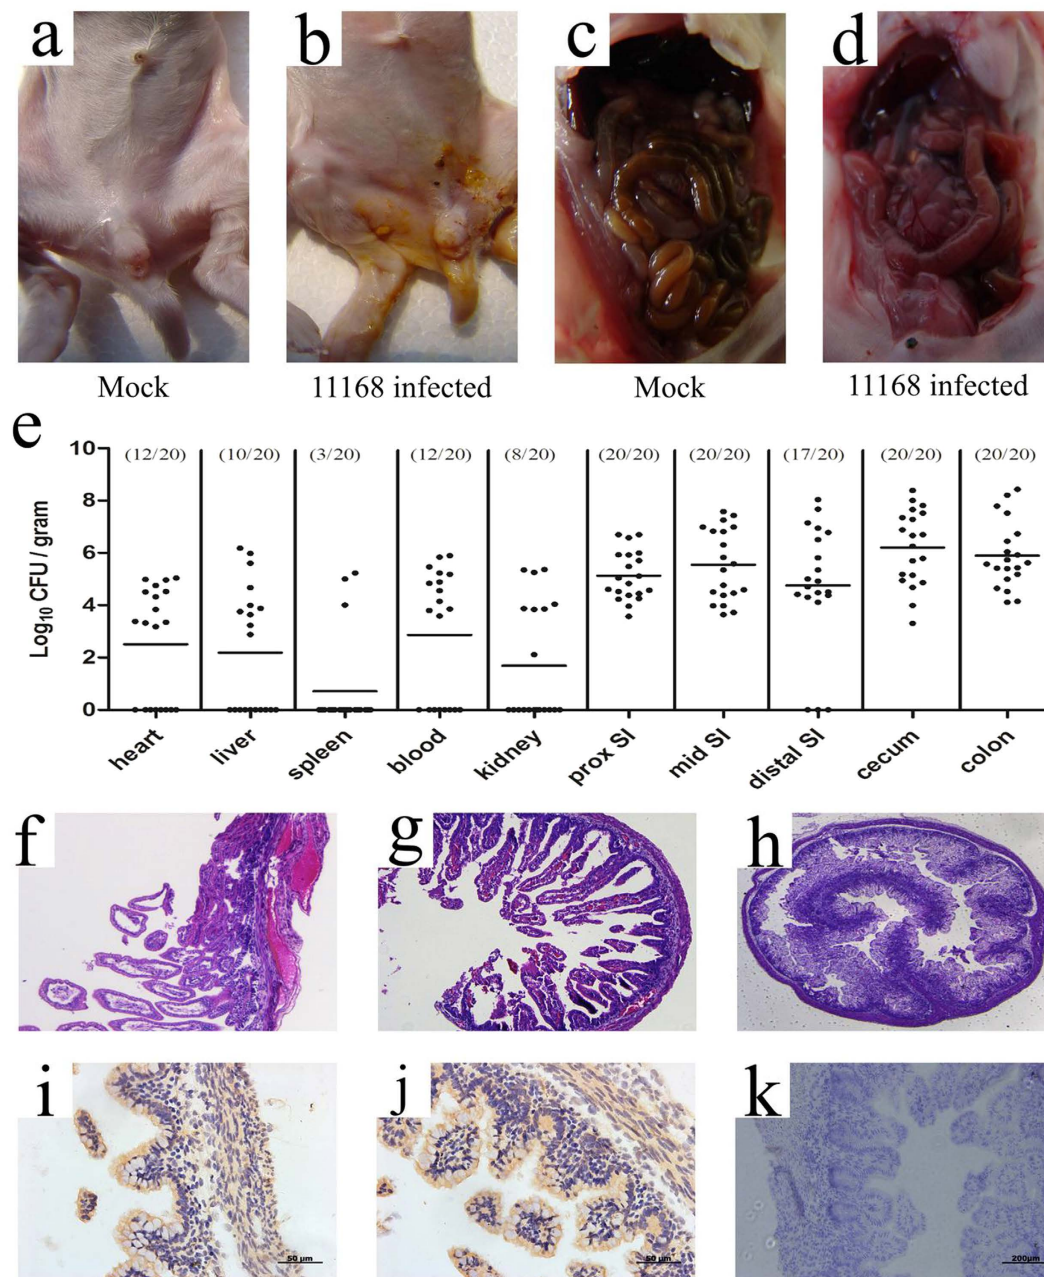 a b c d
Mock 11168 infected Mock 11168 infected
e
(12/20) (10/20) (3/20) (12/20) (8/20) (20/20) (20/20) (17/20) (20/20) (20/20)
10
8
6
4
2
0
Log10 CFU / gram
heart liver spleen blood kidney prox SI mid SI distal SI cecum colon
f g h
i j k
50 μm 50 μm 200μm